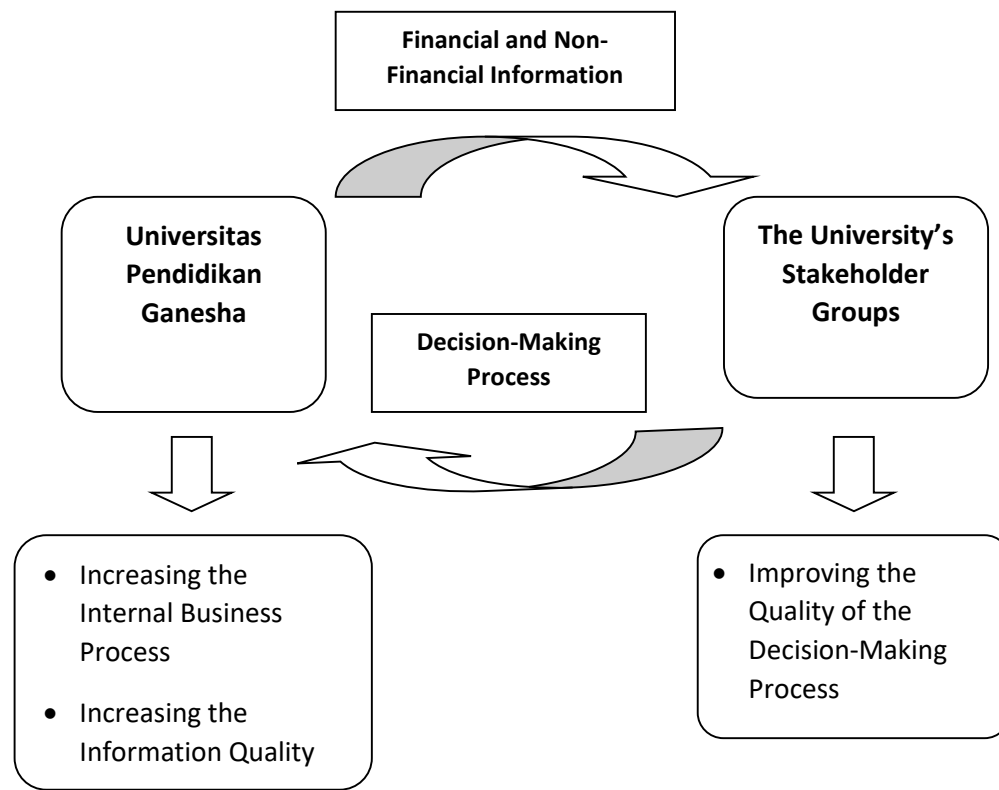 Financial and Non-
Financial Information
Universitas
Pendidikan
Ganesha
The University’s
Stakeholder
Groups
Decision-Making
Process
• Increasing the
Internal Business
Process
• Increasing the
Information Quality
• Improving the
Quality of the
Decision-Making
Process